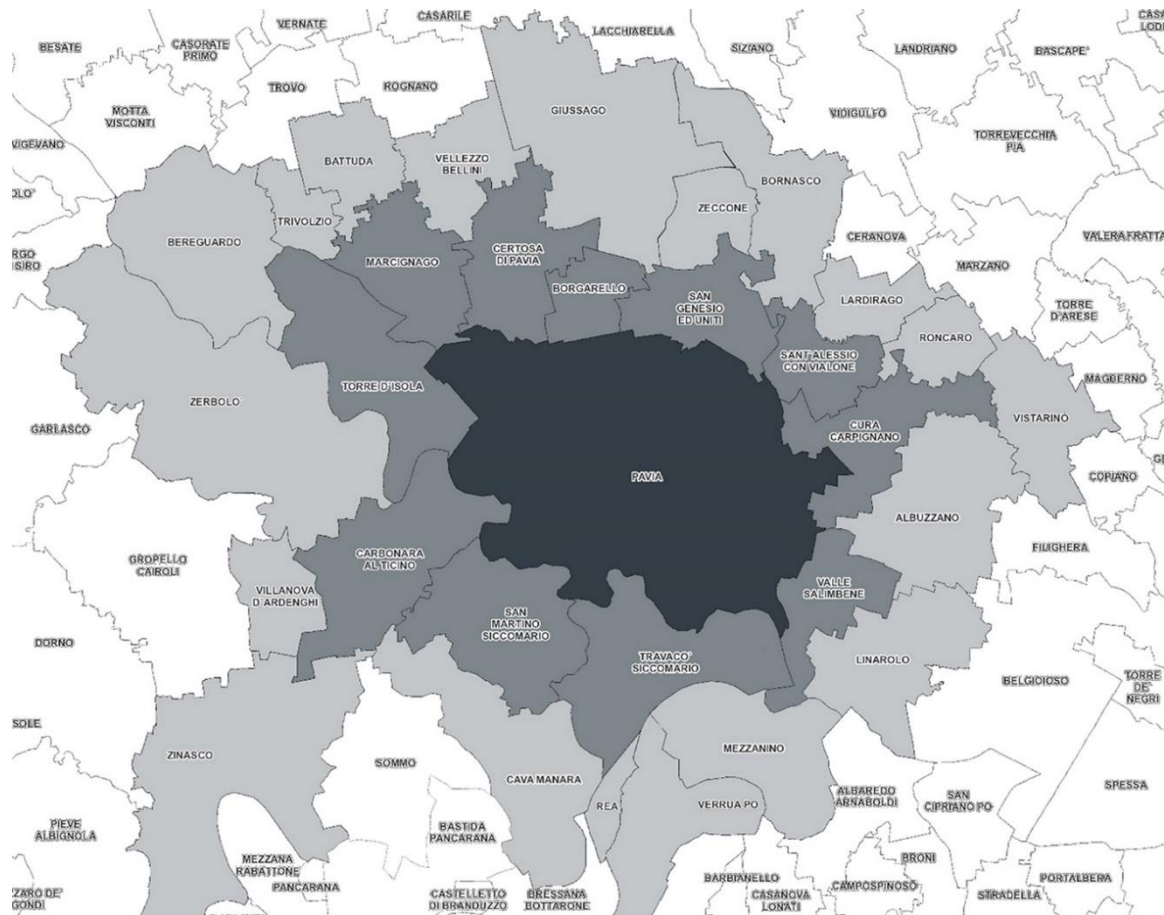 CASARILE
VERNATE
LACCHIARELLA
CASORATE
PRIMO
BESATE
SIZIANO
LANDRIANO
BASCAPE'
TROVO
ROGNANO
MOTTA
VISCONTI
GIUSSAGO
VIDIGULFO
TORREVECCHIA
PIA
VIGEVANO
BATTUDA
VELLEZZO
BELLINI
BORNASCO
ZECCONE
TRIVOLZIO
BEREGUARDO
CERANOVA
VALERA FRATTA
MARZANO
CERTOSA
DI PAVIA
MARCIGNAGO
BORGARELLO
SAN
GENESIO
ED UNITI
LARDIRAGO
TORRE
D'ARESE
RONCARO
SANT'ALESSIO
CON VIALONE
MAGHERNO
TORRE D'ISOLA
ZERBOLO'
VISTARINO
GARLASCO
CURA
CARPIGNANO
COPIANO
PAVIA
ALBUZZANO
FILIGHERA
GROPELLO
CAIROLI
CARBONARA
AL TICINO
VILLANOVA
D'ARDENGHI
VALLE
SALIMBENE
SAN
MARTINO
SICCOMARIO
DORNO
TRAVACO'
SICCOMARIO
LINAROLO
BELGIOIOSO
TORRE
DE'
NEGRI
ZINASCO
SOMMO
CAVA MANARA
MEZZANINO
SPESSA
REA
VERRUA PO
ALBAREDO
ARNABOLDI
SAN
CIPRIANO PO
PIEVE
ALBIGNOLA
BASTIDA
PANCARANA
MEZZANA
RABATTONE
PANCARANA
BRONI
BARBIANELLO
CAMPOSPINOSO
PORTALBERA
STRADELLA
CASANOVA
LONATI
CASTELLETTO
DI BRANDUZZO
BRESSANA
BOTTARONE